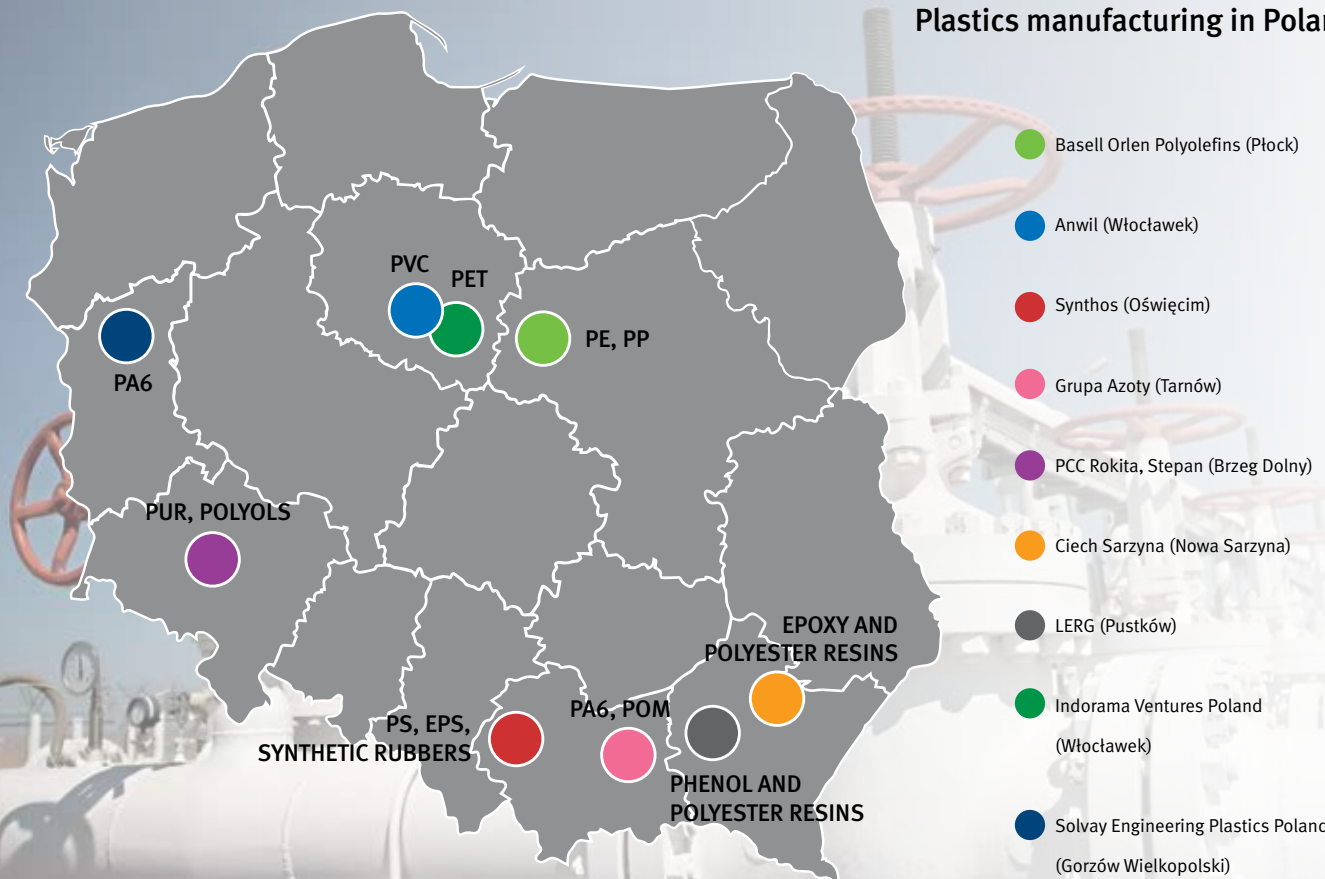 Plastics manufacturing in Polan
Basell Orlen Polyolefins (Płock)
Anwil (Włocławek)
Synthos (Oświęcim)
Grupa Azoty (Tarnów)
PCC Rokita, Stepan (Brzeg Dolny)
Ciech Sarzyna (Nowa Sarzyna)
LERG (Pustków)
Indorama Ventures Poland
(Włocławek)
Solvay Engineering Plastics Poland
(Gorzów Wielkopolski)
PVC
PET
PE, PP
PA6
PUR, POLYOLS
EPOXY AND
POLYESTER RESINS
PA6, POM
PS, EPS,
SYNTHETIC RUBBERS
PHENOL AND
POLYESTER RESINS